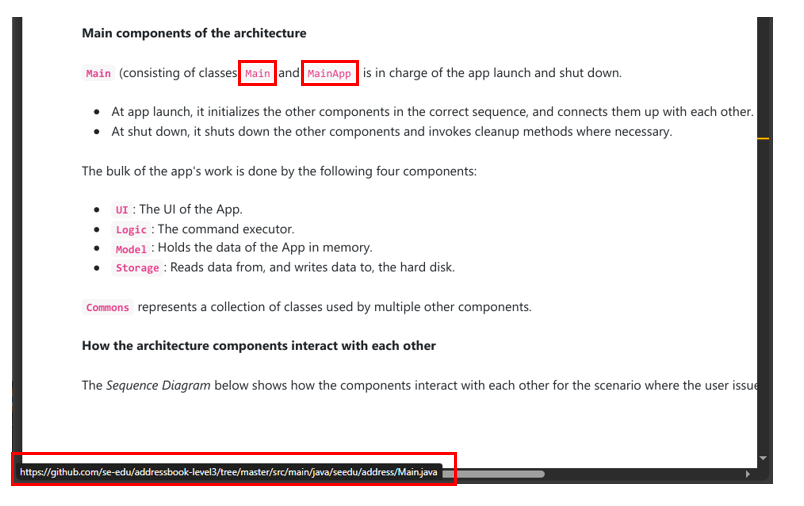 Main components of the architecture
Main (consisting of classes Main and MainApp is in charge of the app launch and shut down.
• At app launch, it initializes the other components in the correct sequence, and connects them up with each other.
• At shut down, it shuts down the other components and invokes cleanup methods where necessary.
The bulk of the app's work is done by the following four components:
• UI : The UI of the App.
• Logic : The command executor.
• Model : Holds the data of the App in memory.
• Storage : Reads data from, and writes data to, the hard disk.
Commons represents a collection of classes used by multiple other components.
How the architecture components interact with each other
The Sequence Diagram below shows how the components interact with each other for the scenario where the user issue
https://github.com/se-edu/addressbook-level3/tree/master/src/main/java/seedu/address/Main.java